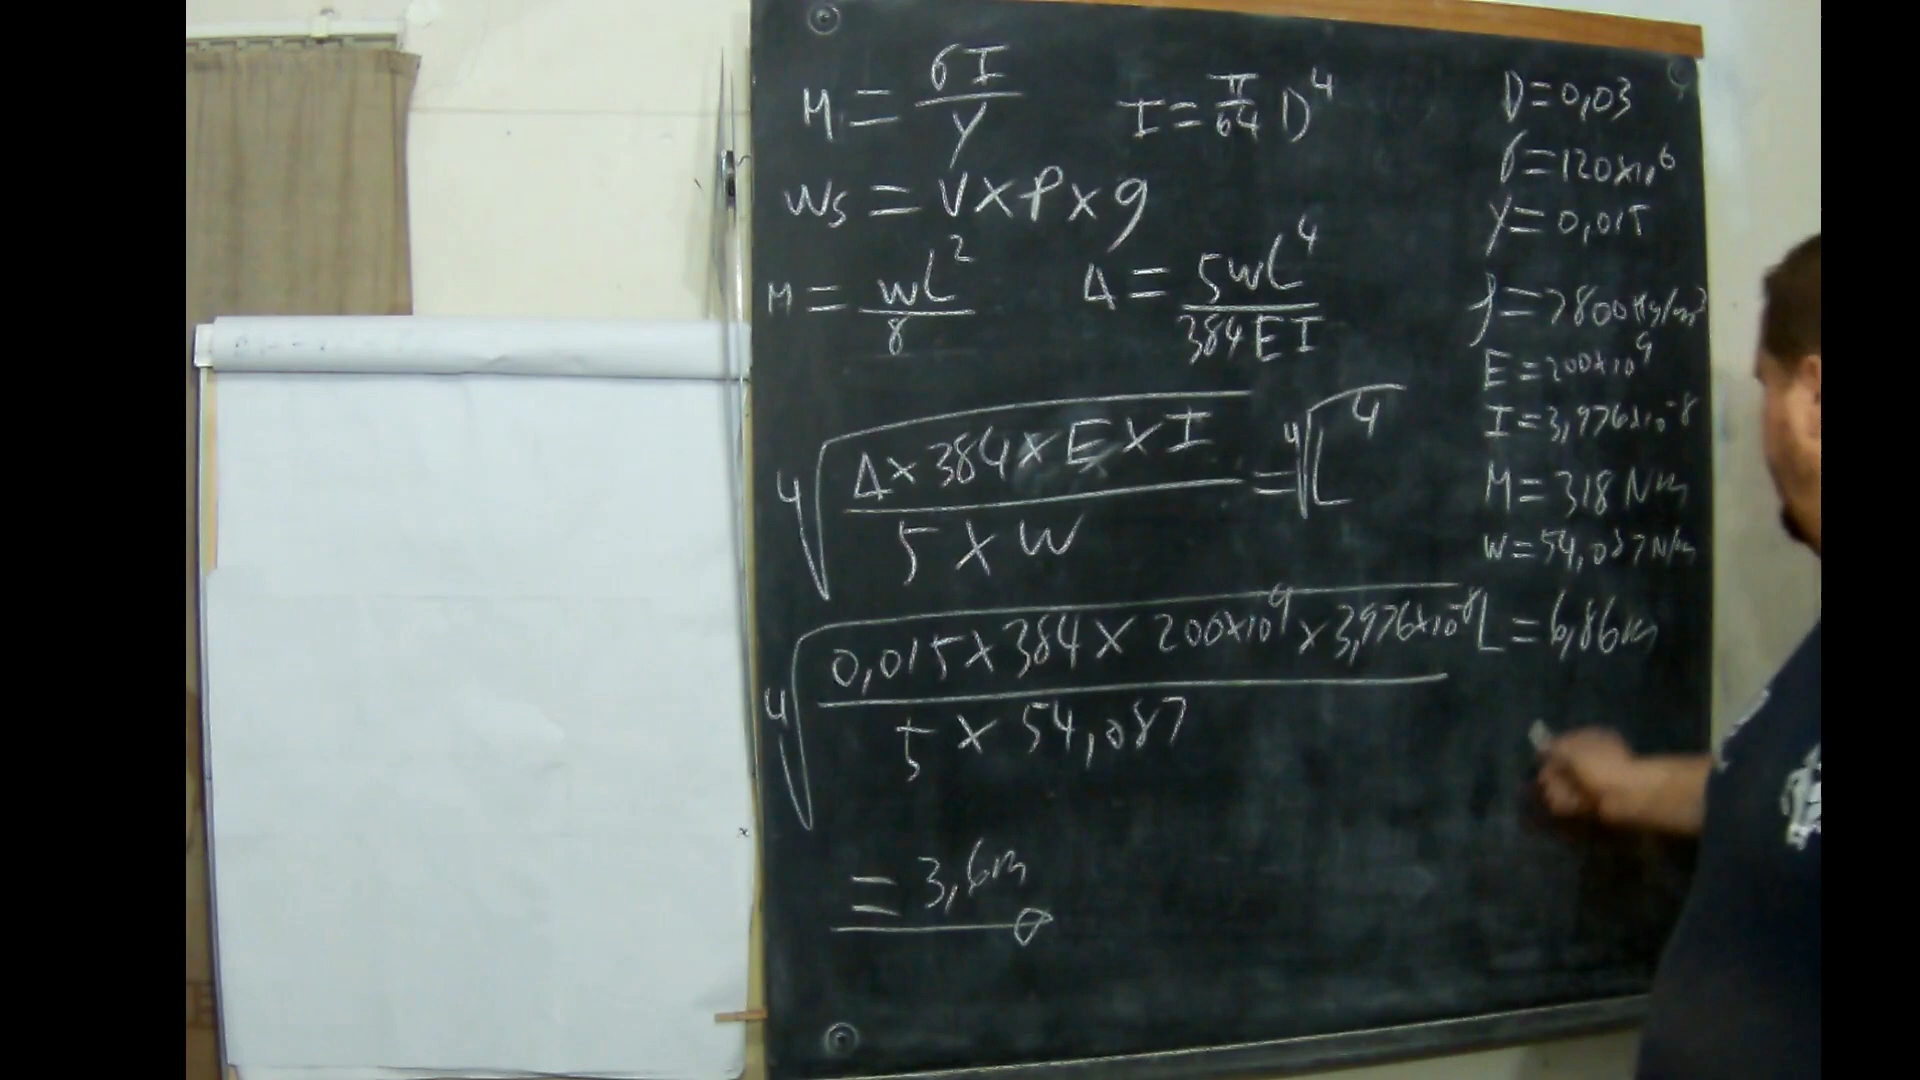 M = σI / y
I = π/64 D⁴
Ws = V × ρ × g
M = wL² / 8
Δ = 5wL⁴ / 384EI
⁴√(Δ × 384 × E × I / 5 × W) = ⁴√L⁴
⁴√(0,015 × 384 × 200×10⁹ × 3,976×10⁻⁸ / 5 × 54,087)
= 3,6m
D = 0,03
σ = 120×10⁶
y = 0,015
ρ = 7800 Kg/m³
E = 200×10⁹
I = 3,976×10⁻⁸
M = 318 Nm
W = 54,087 N/m
L = 6,86m